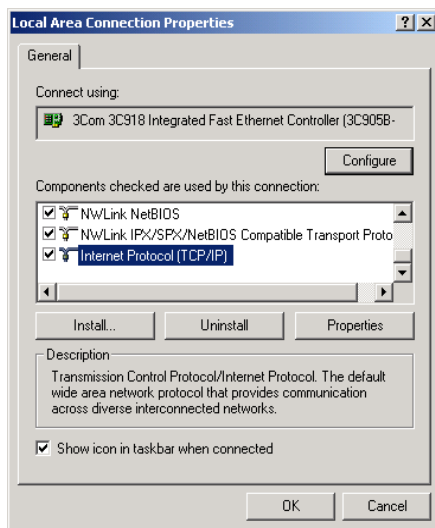 Local Area Connection Properties
General
Connect using:
3Com 3C918 Integrated Fast Ethernet Controller (3C905B-
Configure
Components checked are used by this connection:
NWLink NetBIOS
NWLink IPX/SPX/NetBIOS Compatible Transport Proto
Internet Protocol (TCP/IP)
Install... Uninstall Properties
Description
Transmission Control Protocol/Internet Protocol. The default
wide area network protocol that provides communication
across diverse interconnected networks.
Show icon in taskbar when connected
OK Cancel